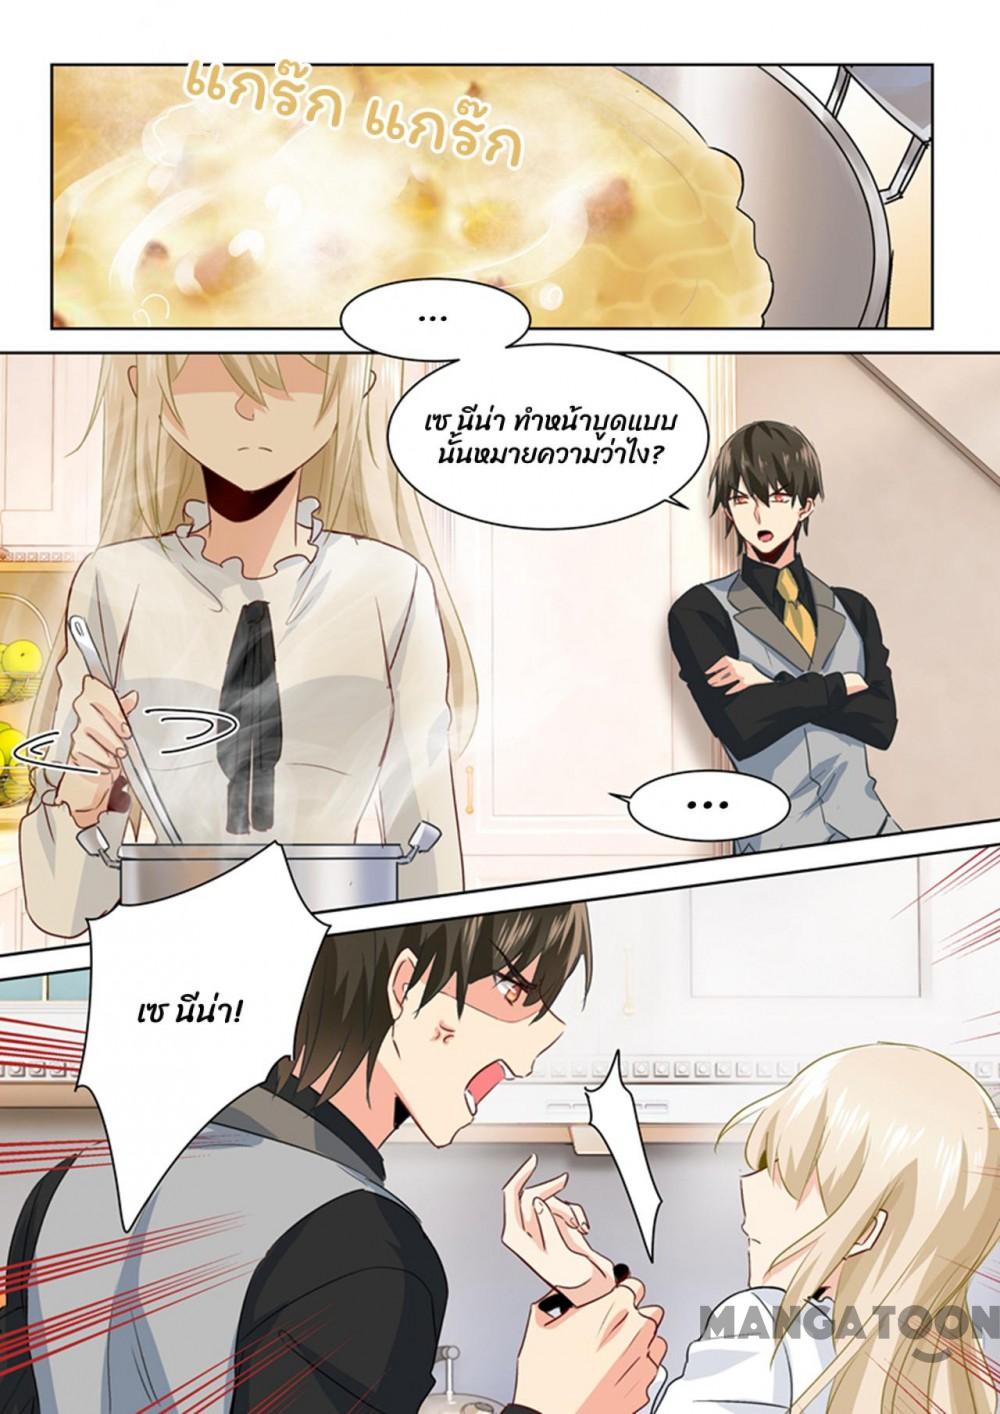 แกร๊ก แกร๊ก
...
เซ นีน่า ทำหน้าบูดแบบ
นั้นหมายความว่าไง?
...
เซ นีน่า!
MANGATOON